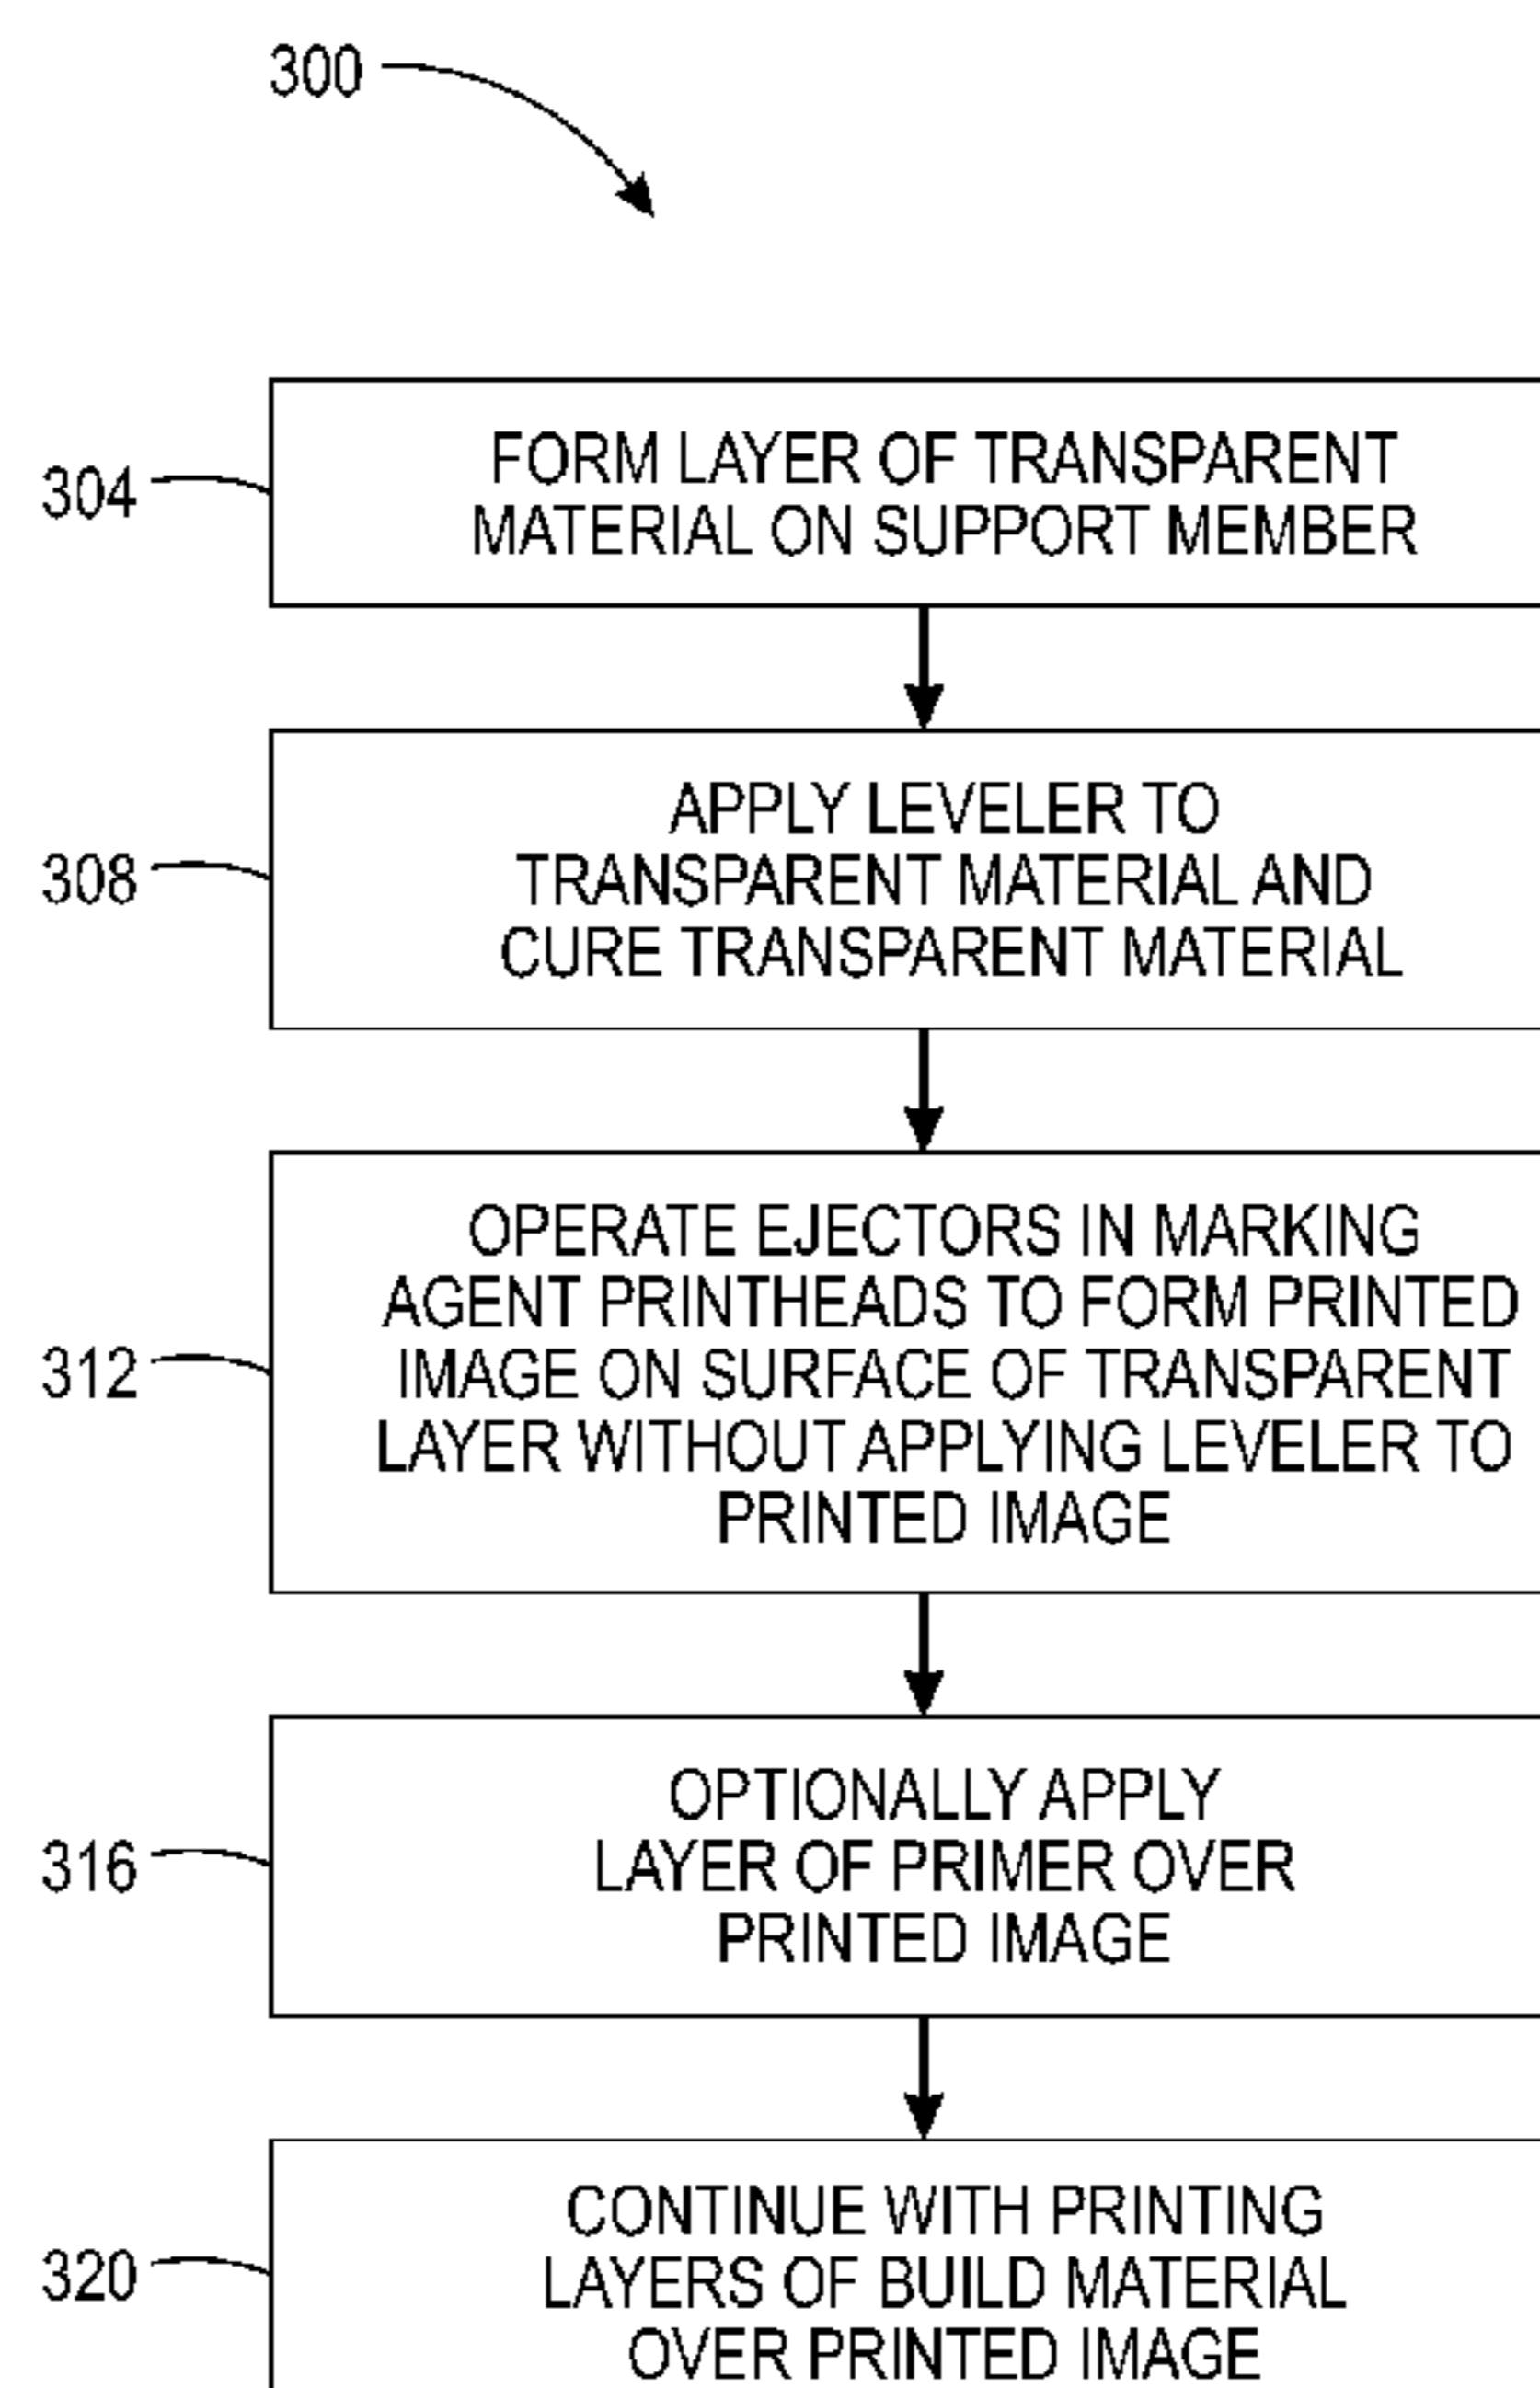 300
304
FORM LAYER OF TRANSPARENT
MATERIAL ON SUPPORT MEMBER
308
APPLY LEVELER TO
TRANSPARENT MATERIAL AND
CURE TRANSPARENT MATERIAL
312
OPERATE EJECTORS IN MARKING
AGENT PRINTHEADS TO FORM PRINTED
IMAGE ON SURFACE OF TRANSPARENT
LAYER WITHOUT APPLYING LEVELER TO
PRINTED IMAGE
316
OPTIONALLY APPLY
LAYER OF PRIMER OVER
PRINTED IMAGE
320
CONTINUE WITH PRINTING
LAYERS OF BUILD MATERIAL
OVER PRINTED IMAGE